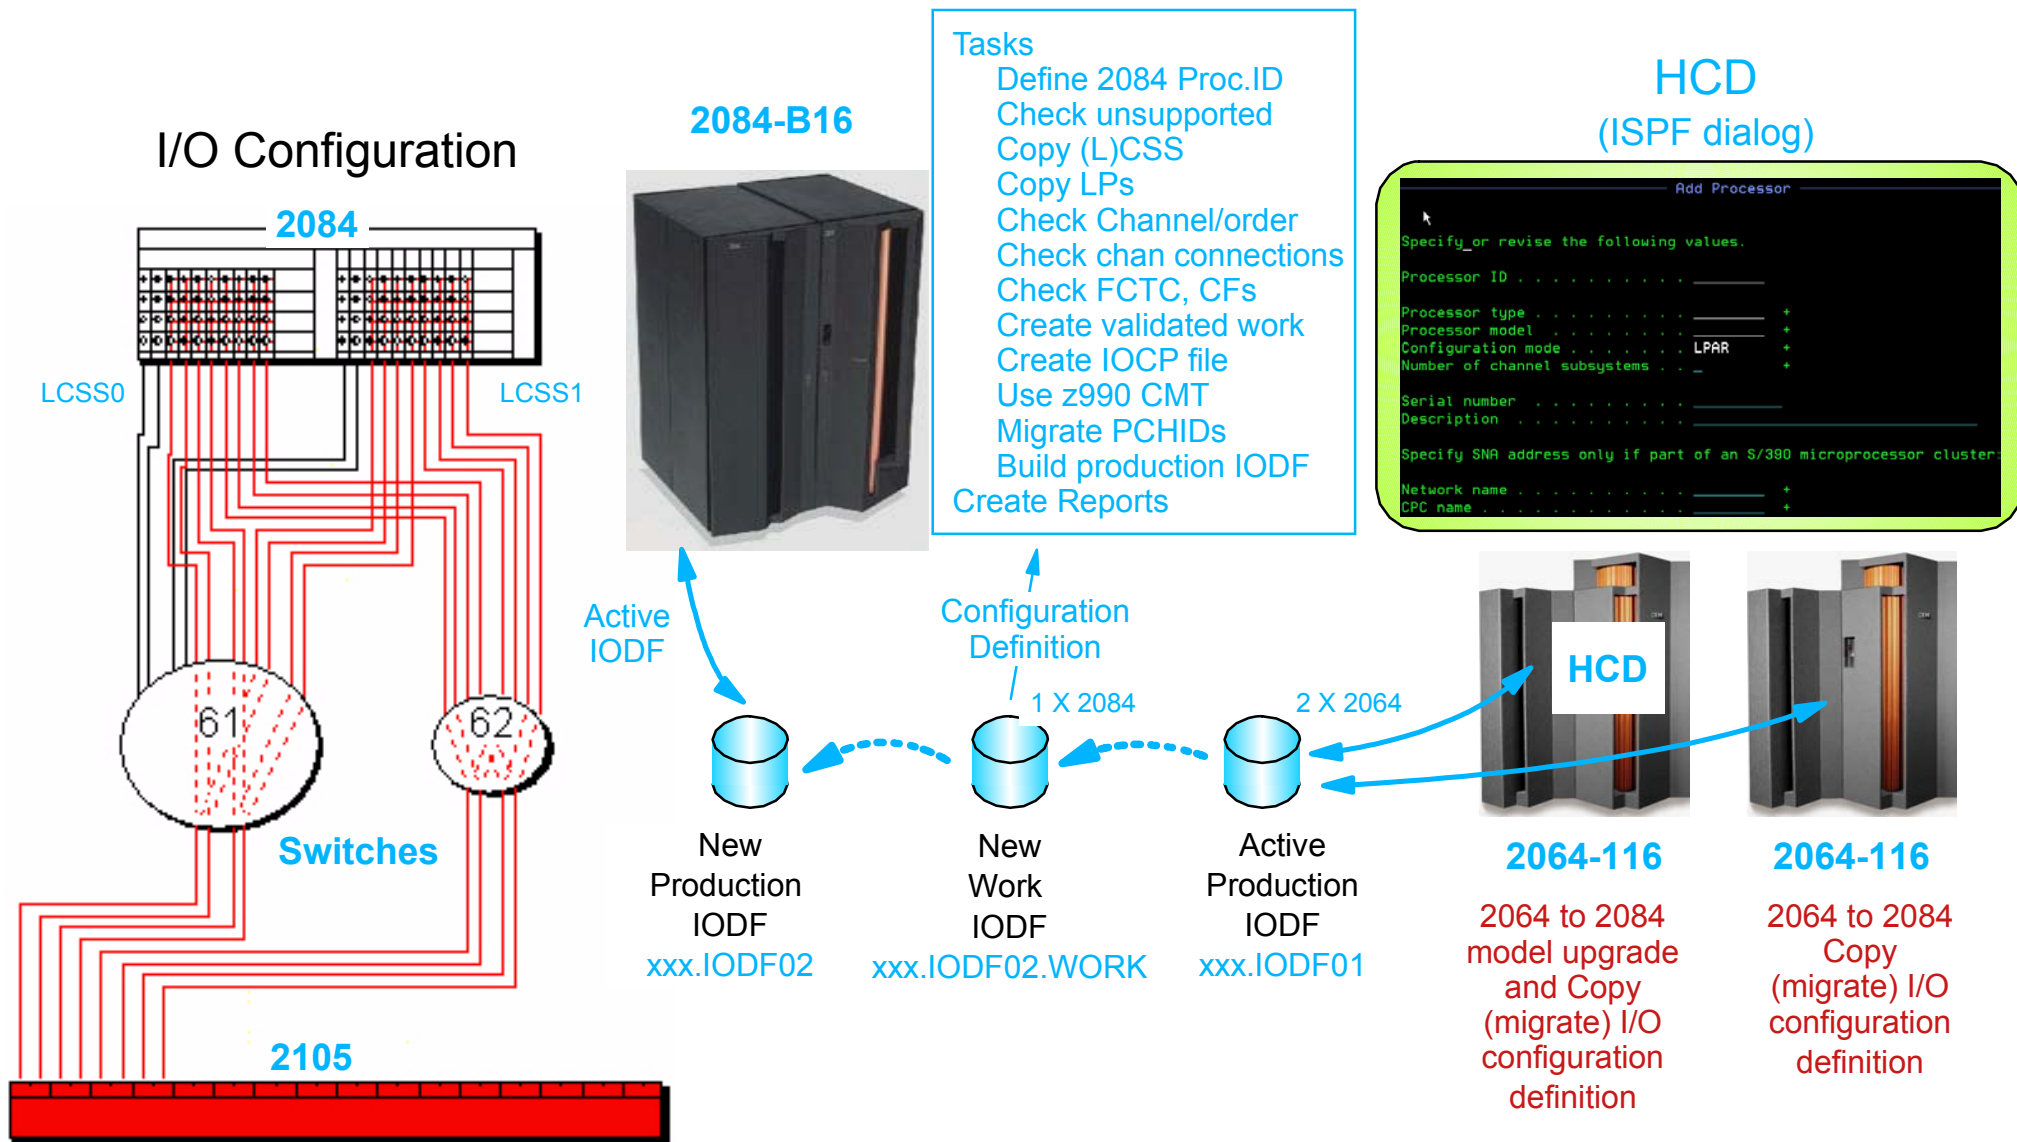 I/O Configuration
2084
LCSS0
LCSS1
61
62
Switches
2105
2084-B16
Active
IODF
Tasks
Define 2084 Proc.ID
Check unsupported
Copy (L)CSS
Copy LPs
Check Channel/order
Check chan connections
Check FCTC, CFs
Create validated work
Create IOCP file
Use z990 CMT
Migrate PCHIDs
Build production IODF
Create Reports
Configuration
Definition
1 X 2084
2 X 2064
New
Production
IODF
xxx.IODF02
New
Work
IODF
xxx.IODF02.WORK
Active
Production
IODF
xxx.IODF01
HCD
(ISPF dialog)
Add Processor
Specify or revise the following values.
Processor ID . . . . . . . . . .
Processor type . . . . . . . . . +
Processor model . . . . . . . . +
Configuration mode . . . . . . . LPAR +
Number of channel subsystems . . +
Serial number . . . . . . . . .
Description . . . . . . . . . .
Specify SNA address only if part of an S/390 microprocessor cluster:
Network name . . . . . . . . . . +
CPC name . . . . . . . . . . . . +
HCD
2064-116
2064 to 2084
model upgrade
and Copy
(migrate) I/O
configuration
definition
2064-116
2064 to 2084
Copy
(migrate) I/O
configuration
definition